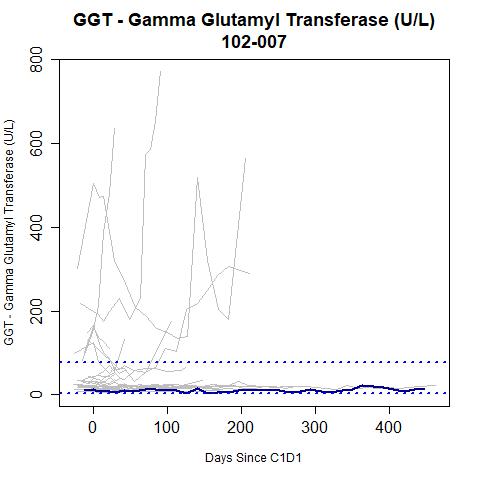 GGT - Gamma Glutamyl Transferase (U/L)
102-007
GGT - Gamma Glutamyl Transferase (U/L)
800
600
400
200
0
0 100 200 300 400
Days Since C1D1